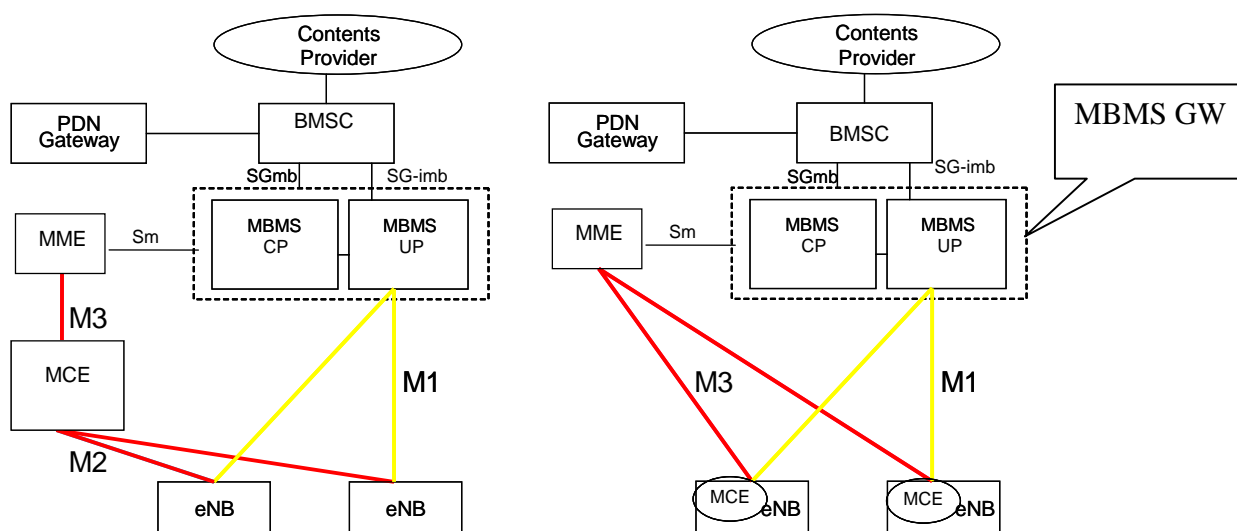 Contents
Provider
PDN
Gateway
BMSC
SGmb
SG-imb
MME
Sm
MBMS
CP
MBMS
UP
M3
MCE
M1
M2
eNB
eNB
Contents
Provider
MBMS GW
PDN
Gateway
BMSC
SGmb
SG-imb
MME
Sm
MBMS
CP
MBMS
UP
M3
M1
MCE
eNB
MCE
eNB